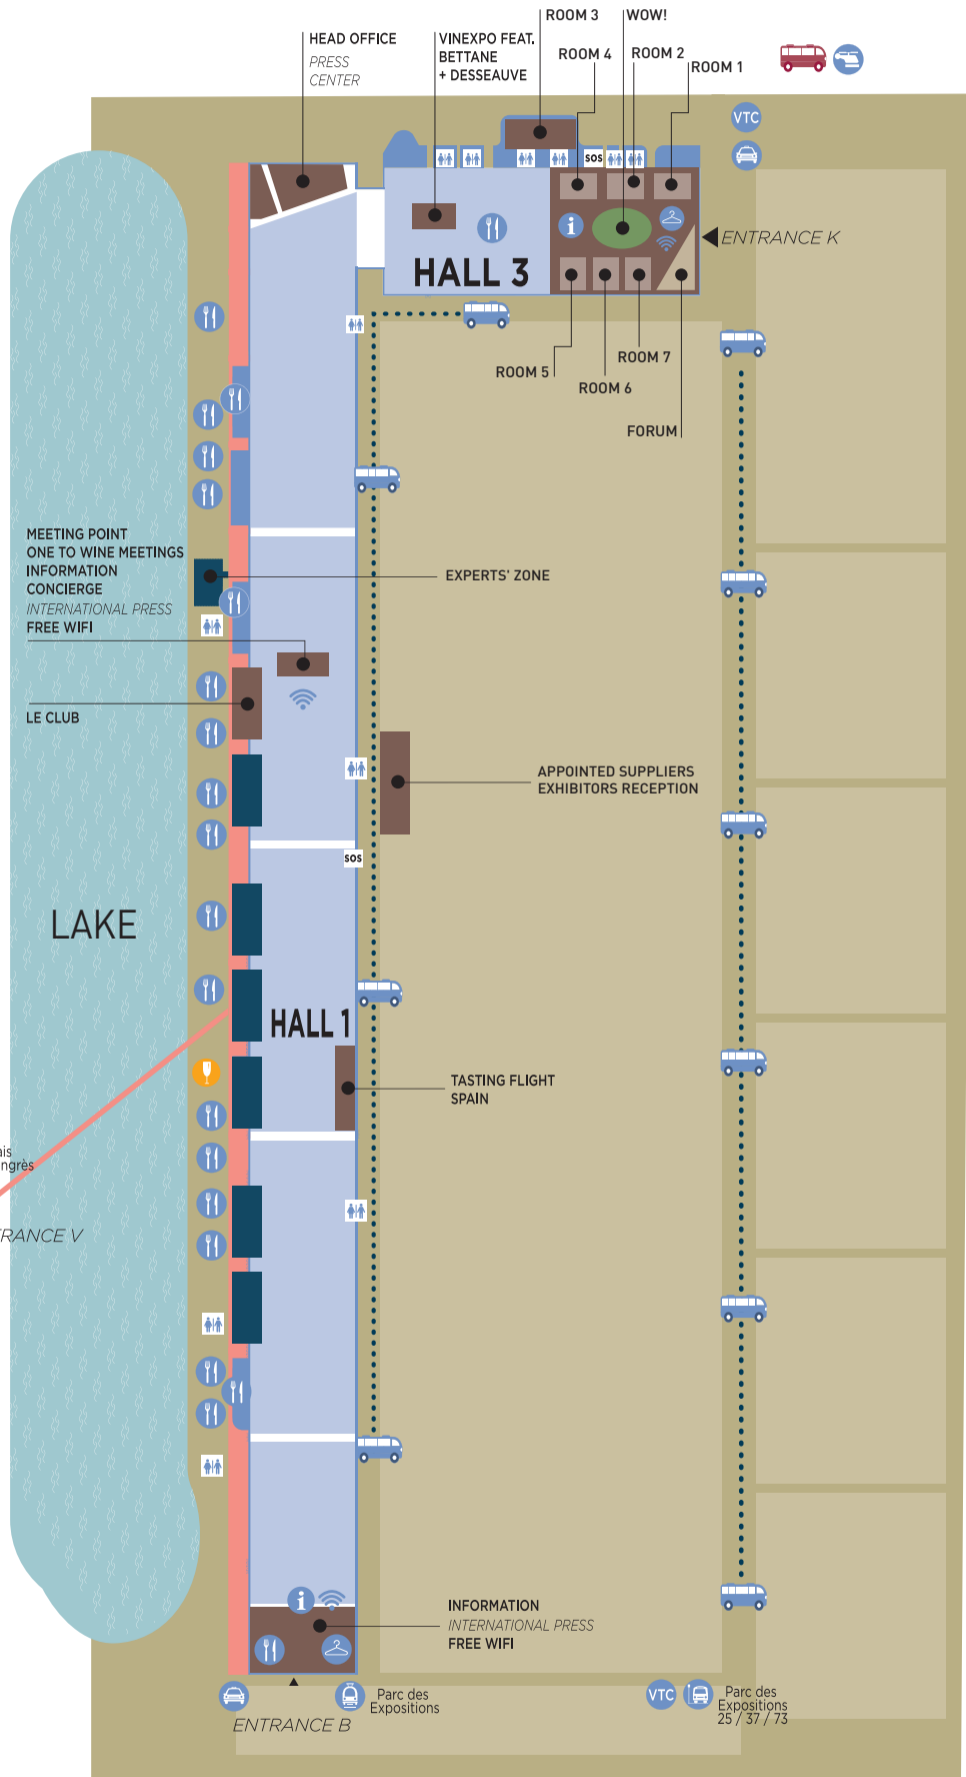 ROOM 3
WOW!
HEAD OFFICE
PRESS
CENTER
VINEXPO FEAT.
BETTANE
+ DESSEAUVE
ROOM 4
ROOM 2
ROOM 1
VTC
SOS
i
ENTRANCE K
HALL 3
ROOM 5
ROOM 6
ROOM 7
FORUM
MEETING POINT
ONE TO WINE MEETINGS
INFORMATION
CONCIERGE
INTERNATIONAL PRESS
FREE WIFI
EXPERTS' ZONE
LE CLUB
APPOINTED SUPPLIERS
EXHIBITORS RECEPTION
SOS
LAKE
HALL 1
TASTING FLIGHT
SPAIN
ais
ngrès
TRANCE V
i
INFORMATION
INTERNATIONAL PRESS
FREE WIFI
Parc des
Expositions
ENTRANCE B
VTC
Parc des
Expositions
25 / 37 / 73